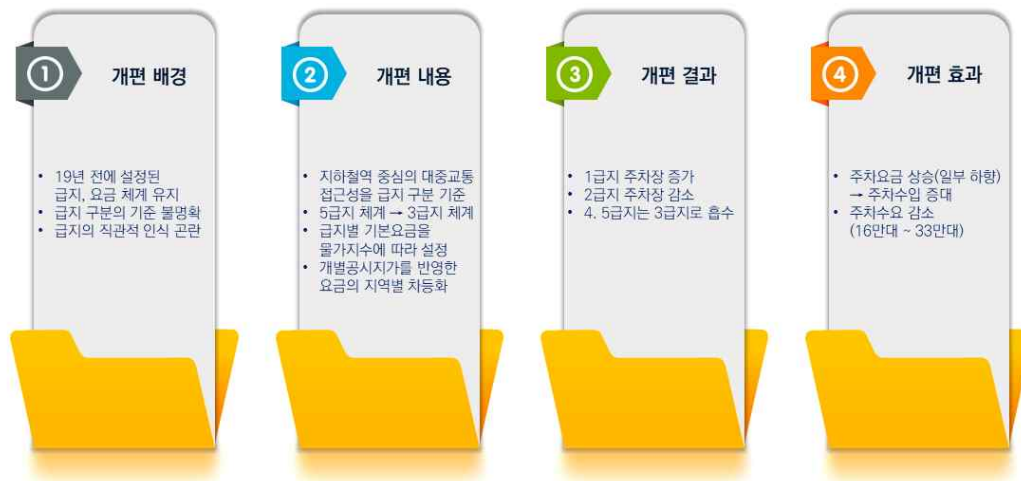 ① 개편 배경
• 19년 전에 설정된
급지, 요금 체계 유지
• 급지 구분의 기준 불명확
• 급지의 직관적 인식 곤란
② 개편 내용
• 지하철역 중심의 대중교통
접근성을 급지 구분 기준
• 5급지 체계 → 3급지 체계
• 급지별 기본요금을
물가지수에 따라 설정
• 개별공시지가를 반영한
요금의 지역별 차등화
③ 개편 결과
• 1급지 주차장 증가
• 2급지 주차장 감소
• 4. 5급지는 3급지로 흡수
④ 개편 효과
• 주차요금 상승(일부 하향)
→ 주차수입 증대
• 주차수요 감소
(16만대 ~ 33만대)